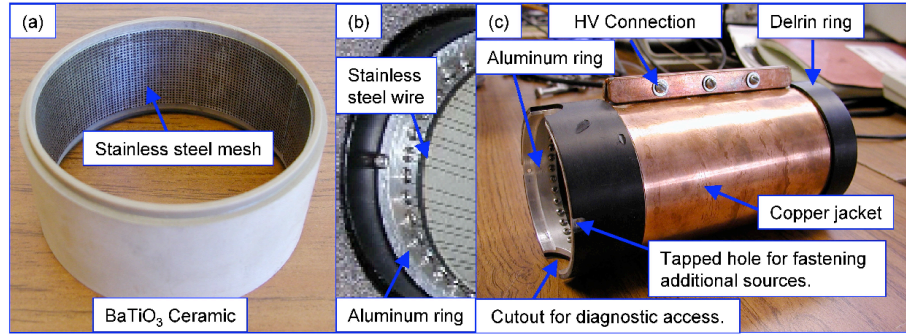 (a)
Stainless steel mesh
BaTiO₃ Ceramic
(b)
Stainless
steel wire
Aluminum ring
(c)
HV Connection
Delrin ring
Aluminum ring
Copper jacket
Tapped hole for fastening
additional sources.
Cutout for diagnostic access.